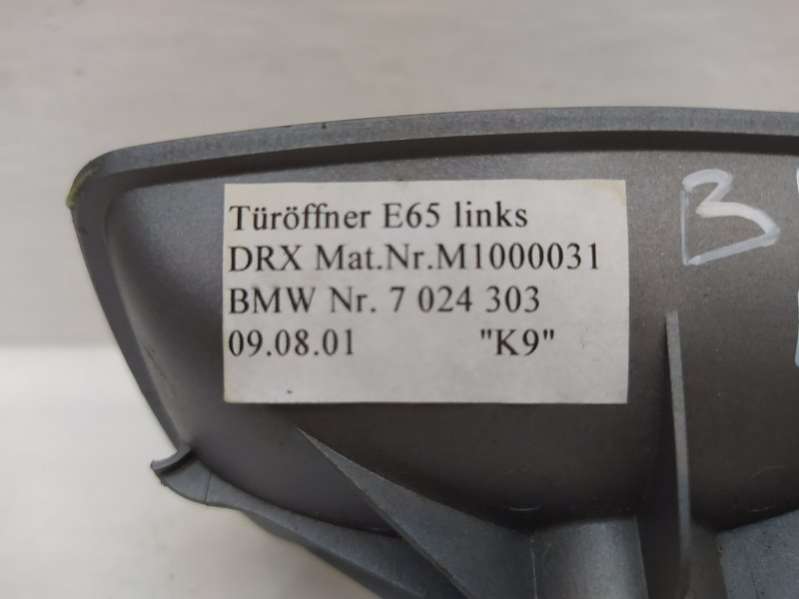 Türöffner E65 links
DRX Mat.Nr.M1000031
BMW Nr. 7 024 303
09.08.01 "K9"
B